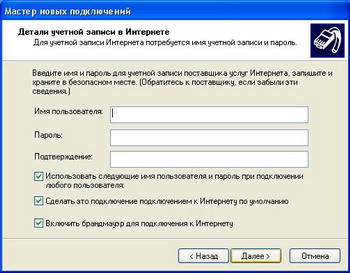 Мастер новых подключений
Детали учетной записи в Интернете
Для учетной записи Интернета потребуется имя учетной записи и пароль.
Введите имя и пароль для учетной записи поставщика услуг Интернета, запишите и
храните в безопасном месте. (Обратитесь к поставщику, если забыли эти
сведения.)
Имя пользователя:
Пароль:
Подтверждение:
Использовать следующие имя пользователя и пароль при подключении
любого пользователя:
Сделать это подключение подключением к Интернету по умолчанию
Включить брандмауэр для подключения к Интернету
< Назад
Далее >
Отмена